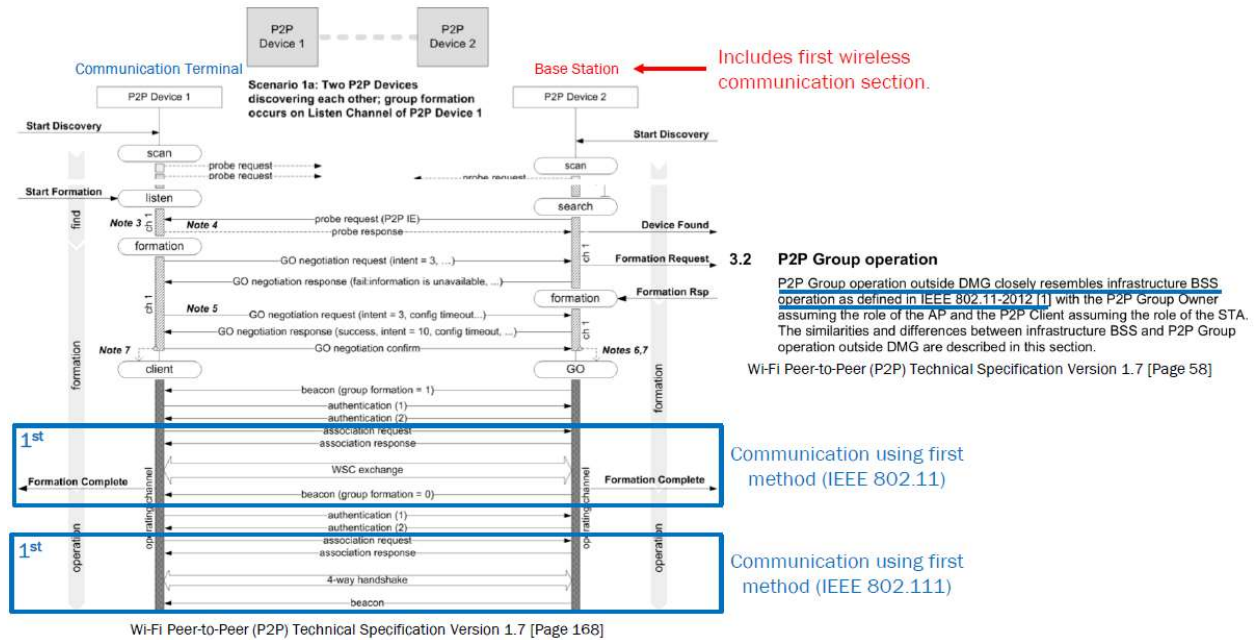 P2P
Device 1
P2P
Device 2
Communication Terminal
Base Station
Includes first wireless
communication section.
Scenario 1a: Two P2P Devices
discovering each other; group formation
occurs on Listen Channel of P2P Device 1
P2P Device 1
P2P Device 2
Start Discovery
Start Discovery
scan
scan
probe request
probe request
probe request
Start Formation
listen
search
find
Note 3
ch 1
Note 4
probe request (P2P IE)
probe response
Device Found
formation
ch 1
GO negotiation request (intent = 3, ...)
Formation Request
GO negotiation response (fail:information is unavailable, ...)
formation
Formation Rsp
ch 1
Note 5
GO negotiation request (intent = 3, config timeout...)
ch 1
GO negotiation response (success, intent = 10, config timeout, ...)
Note 7
GO negotiation confirm
Notes 6,7
client
GO
formation
formation
beacon (group formation = 1)
authentication (1)
authentication (2)
1st
association request
association response
WSC exchange
Formation Complete
Formation Complete
beacon (group formation = 0)
operating channel
operating channel
Communication using first
method (IEEE 802.11)
authentication (1)
authentication (2)
1st
association request
association response
operation
operation
4-way handshake
beacon
Communication using first
method (IEEE 802.111)
Wi-Fi Peer-to-Peer (P2P) Technical Specification Version 1.7 [Page 168]
3.2 P2P Group operation
P2P Group operation outside DMG closely resembles infrastructure BSS
operation as defined in IEEE 802.11-2012 [1] with the P2P Group Owner
assuming the role of the AP and the P2P Client assuming the role of the STA.
The similarities and differences between infrastructure BSS and P2P Group
operation outside DMG are described in this section.
Wi-Fi Peer-to-Peer (P2P) Technical Specification Version 1.7 [Page 58]